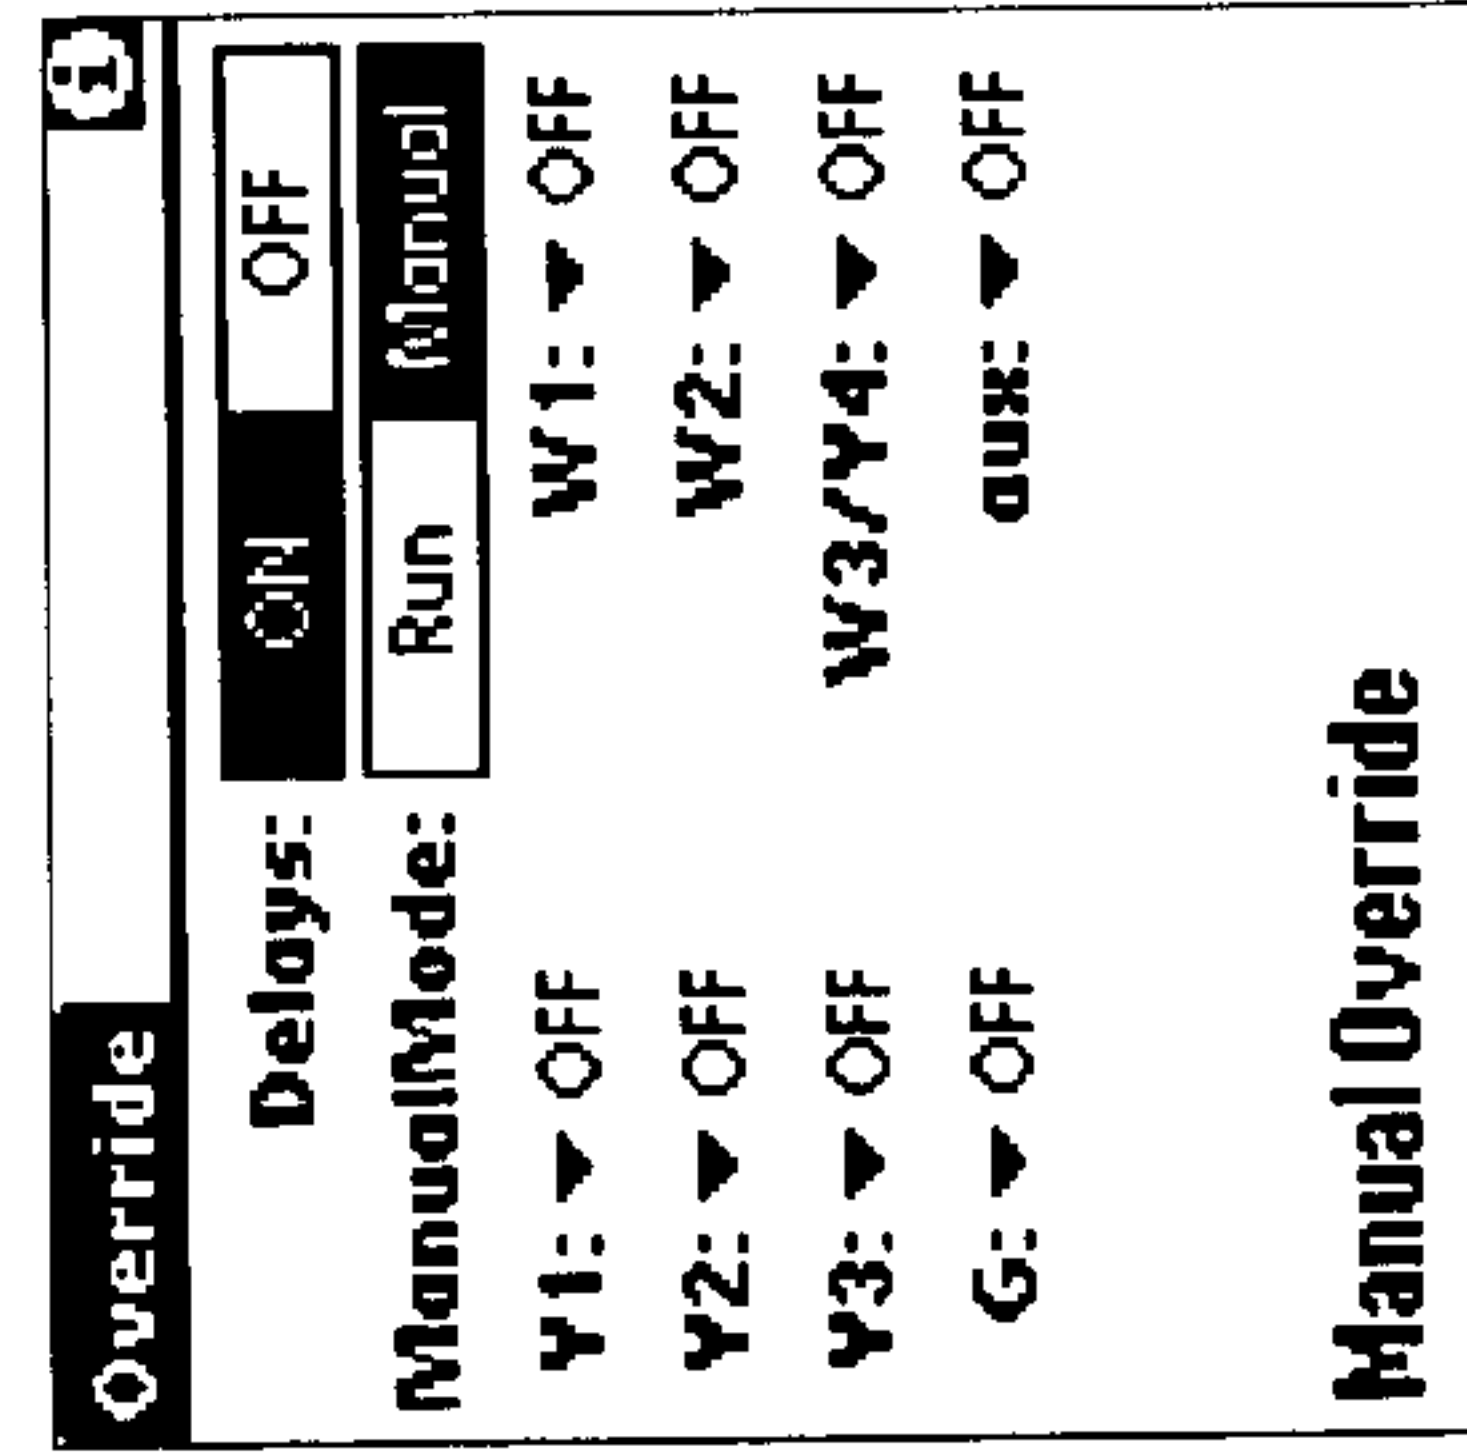 Override i
Delays: ON OFF
ManualMode: Run Manual
Y1: ▼ OFF W1: ▼ OFF
Y2: ▼ OFF W2: ▼ OFF
Y3: ▼ OFF W3/Y4: ▼ OFF
G: ▼ OFF aux: ▼ OFF
Manual Override